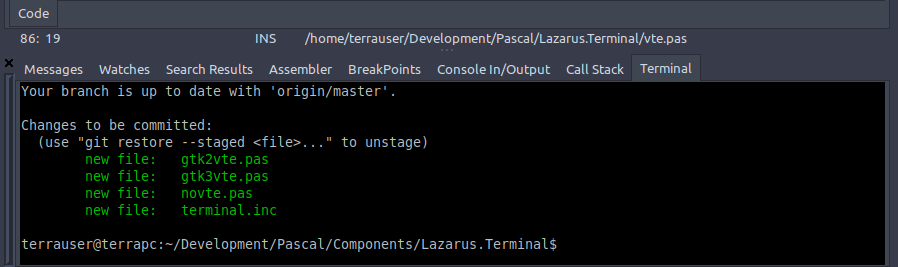 Code
86: 19 INS /home/terrauser/Development/Pascal/Lazarus.Terminal/vte.pas
Messages Watches Search Results Assembler BreakPoints Console In/Output Call Stack Terminal
Your branch is up to date with 'origin/master'.
Changes to be committed:
(use "git restore --staged <file>..." to unstage)
new file: gtk2vte.pas
new file: gtk3vte.pas
new file: novte.pas
new file: terminal.inc
terrauser@terrapc:~/Development/Pascal/Components/Lazarus.Terminal$